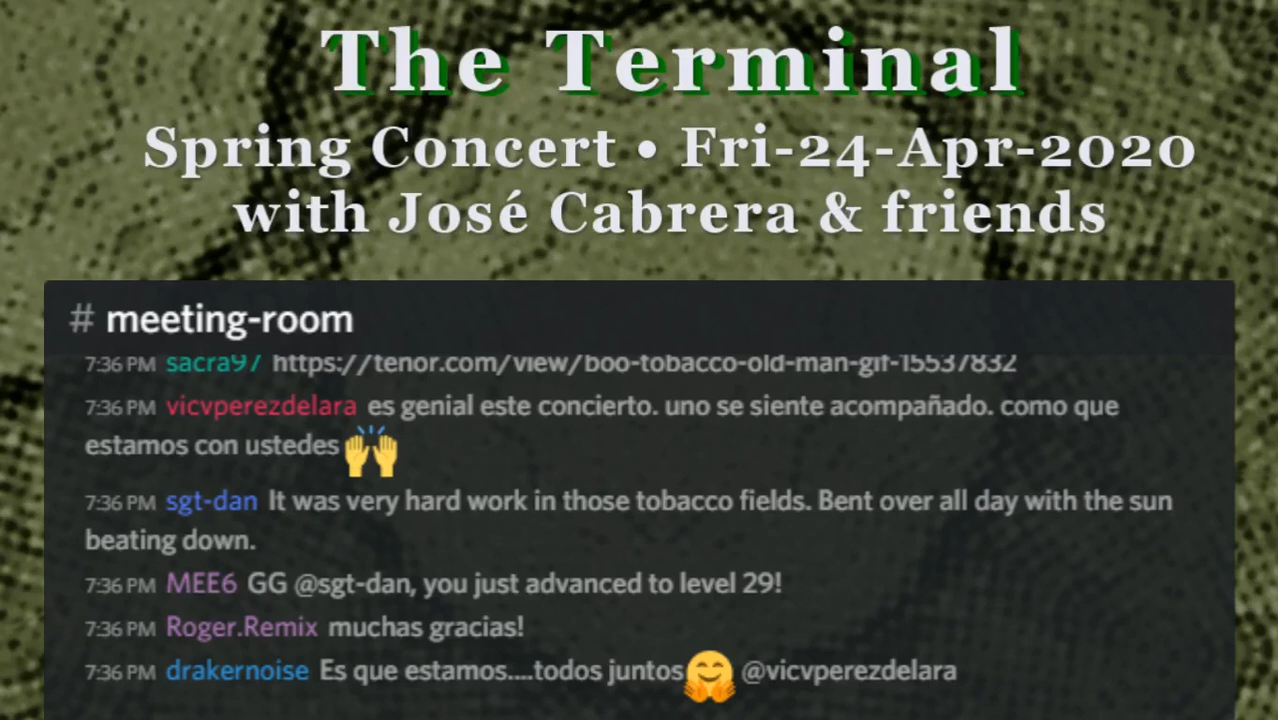 The Terminal
Spring Concert • Fri-24-Apr-2020
with José Cabrera & friends
# meeting-room
7:36 PM sacra97 https://tenor.com/view/boo-tobacco-old-man-gif-15537832
7:36 PM vicvperezdelara es genial este concierto. uno se siente acompañado. como que
estamos con ustedes 🙌
7:36 PM sgt-dan It was very hard work in those tobacco fields. Bent over all day with the sun
beating down.
7:36 PM MEE6 GG @sgt-dan, you just advanced to level 29!
7:36 PM Roger.Remix muchas gracias!
7:36 PM drakernoise Es que estamos....todos juntos🤗 @vicvperezdelara